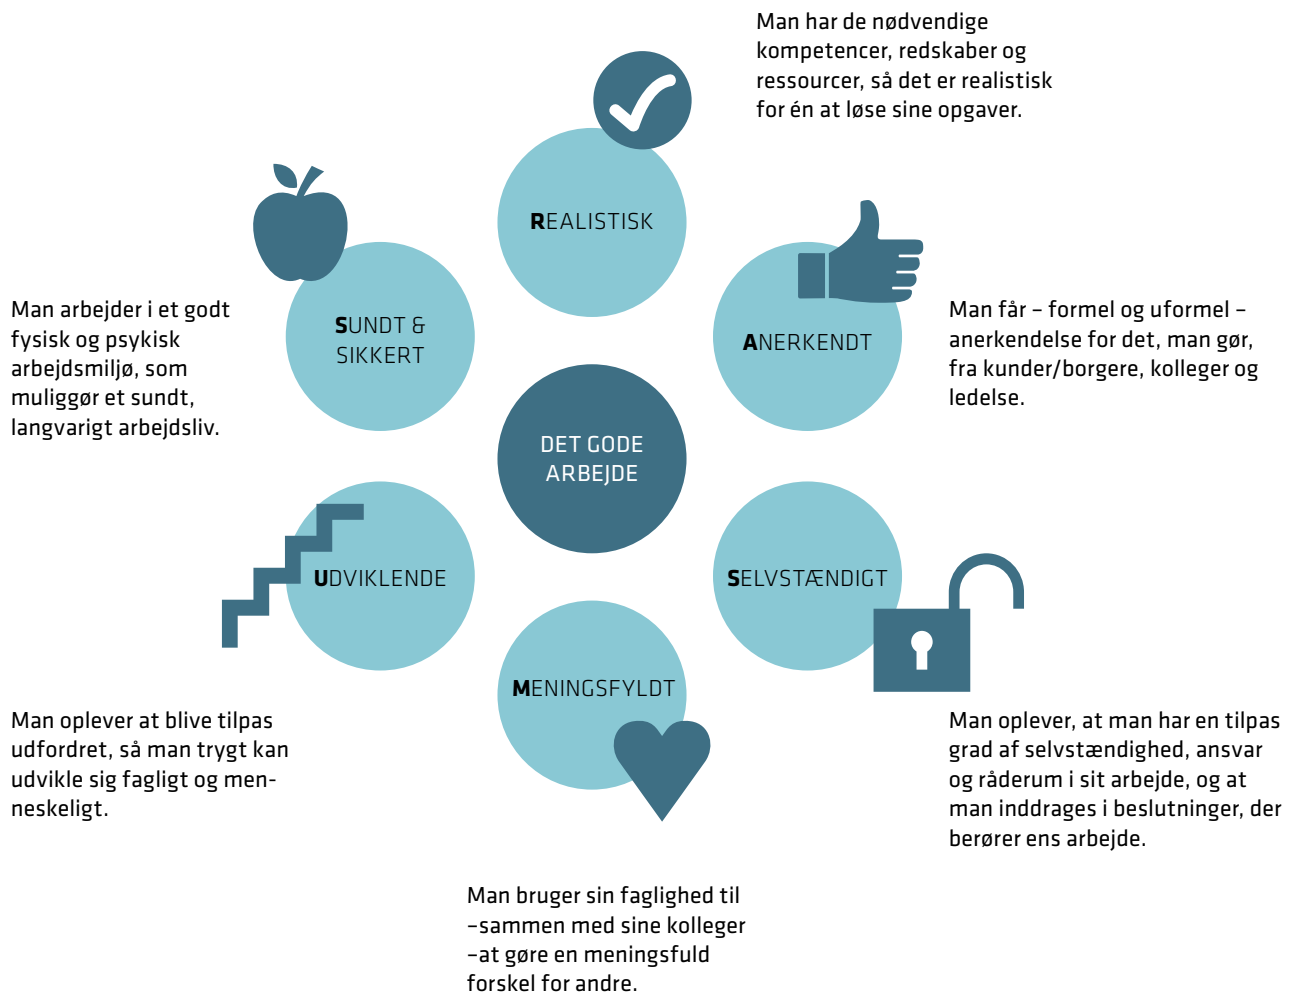 Man har de nødvendige
kompetencer, redskaber og
ressourcer, så det er realistisk
for én at løse sine opgaver.
REALISTISK
ANERKENDT
Man får – formel og uformel –
anerkendelse for det, man gør,
fra kunder/borgere, kolleger og
ledelse.
SELVSTÆNDIGT
Man oplever, at man har en tilpas
grad af selvstændighed, ansvar
og råderum i sit arbejde, og at
man inddrages i beslutninger, der
berører ens arbejde.
MENINGSFYLDT
Man bruger sin faglighed til
–sammen med sine kolleger
–at gøre en meningsfuld
forskel for andre.
UDVIKLENDE
Man oplever at blive tilpas
udfordret, så man trygt kan
udvikle sig fagligt og men-
neskeligt.
SUNDT &
SIKKERT
Man arbejder i et godt
fysisk og psykisk
arbejdsmiljø, som
muliggør et sundt,
langvarigt arbejdsliv.
DET GODE
ARBEJDE